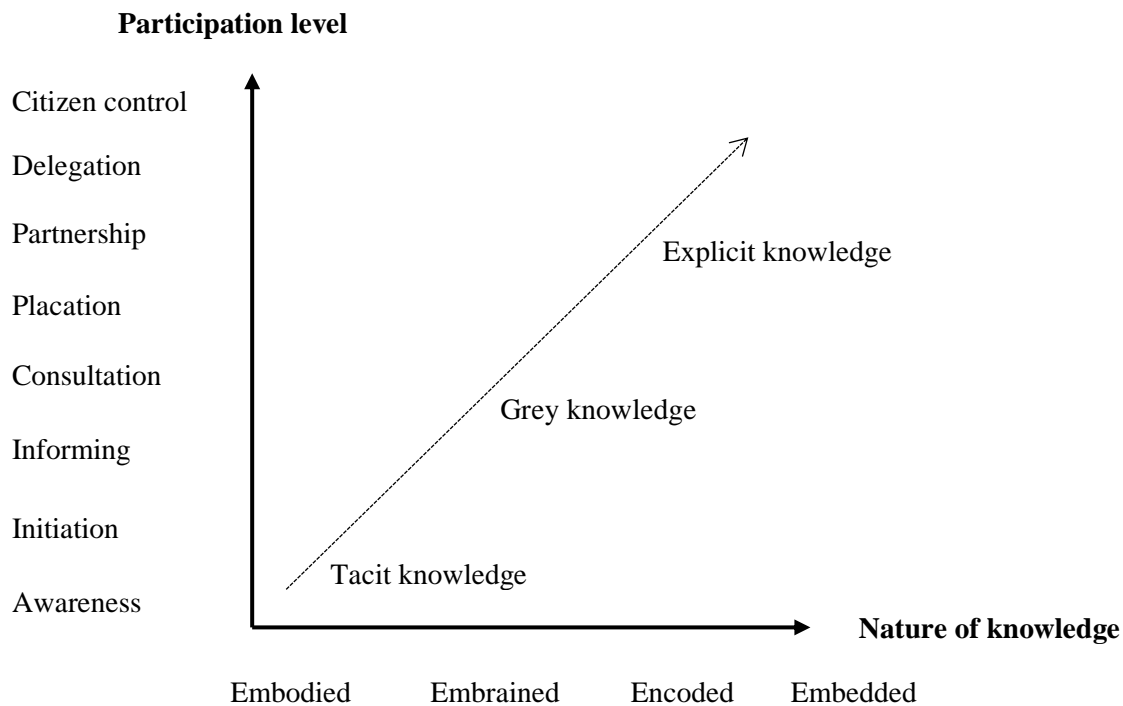 Participation level
Citizen control
Delegation
Partnership
Explicit knowledge
Placation
Consultation
Grey knowledge
Informing
Initiation
Tacit knowledge
Awareness
Nature of knowledge
Embodied Embrained Encoded Embedded